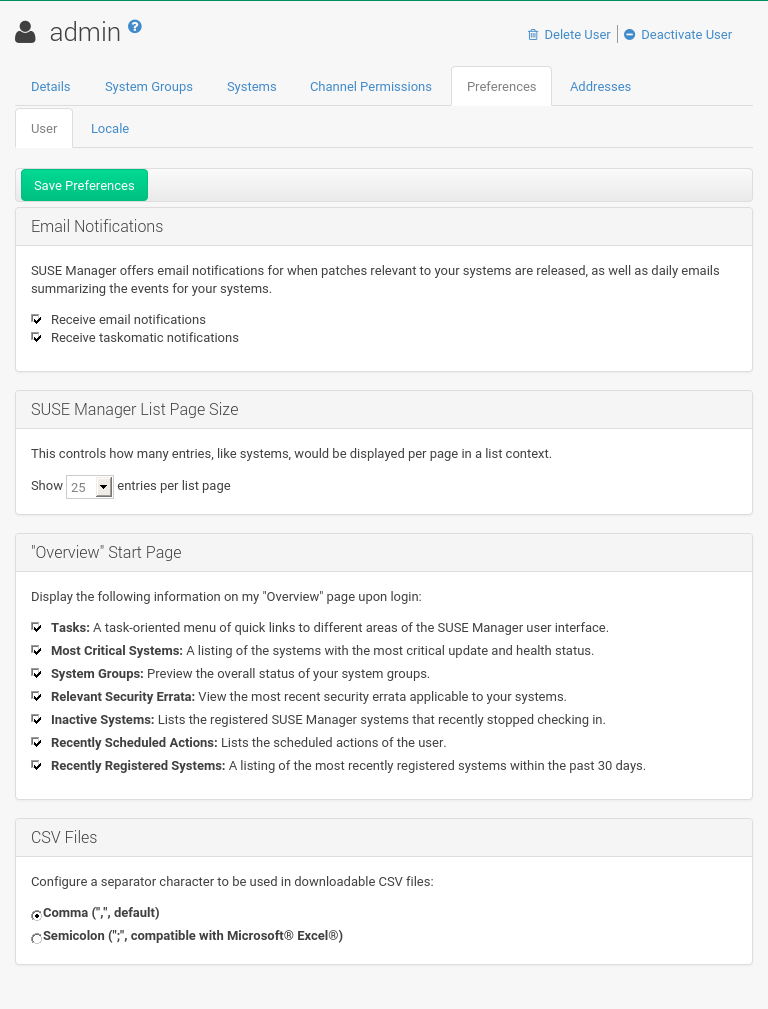 admin ?
Delete User Deactivate User
Details System Groups Systems Channel Permissions Preferences Addresses
User Locale
Save Preferences
Email Notifications
SUSE Manager offers email notifications for when patches relevant to your systems are released, as well as daily emails
summarizing the events for your systems.
Receive email notifications
Receive taskomatic notifications
SUSE Manager List Page Size
This controls how many entries, like systems, would be displayed per page in a list context.
Show 25 entries per list page
"Overview" Start Page
Display the following information on my "Overview" page upon login:
Tasks: A task-oriented menu of quick links to different areas of the SUSE Manager user interface.
Most Critical Systems: A listing of the systems with the most critical update and health status.
System Groups: Preview the overall status of your system groups.
Relevant Security Errata: View the most recent security errata applicable to your systems.
Inactive Systems: Lists the registered SUSE Manager systems that recently stopped checking in.
Recently Scheduled Actions: Lists the scheduled actions of the user.
Recently Registered Systems: A listing of the most recently registered systems within the past 30 days.
CSV Files
Configure a separator character to be used in downloadable CSV files:
Comma (",", default)
Semicolon (";", compatible with Microsoft® Excel®)